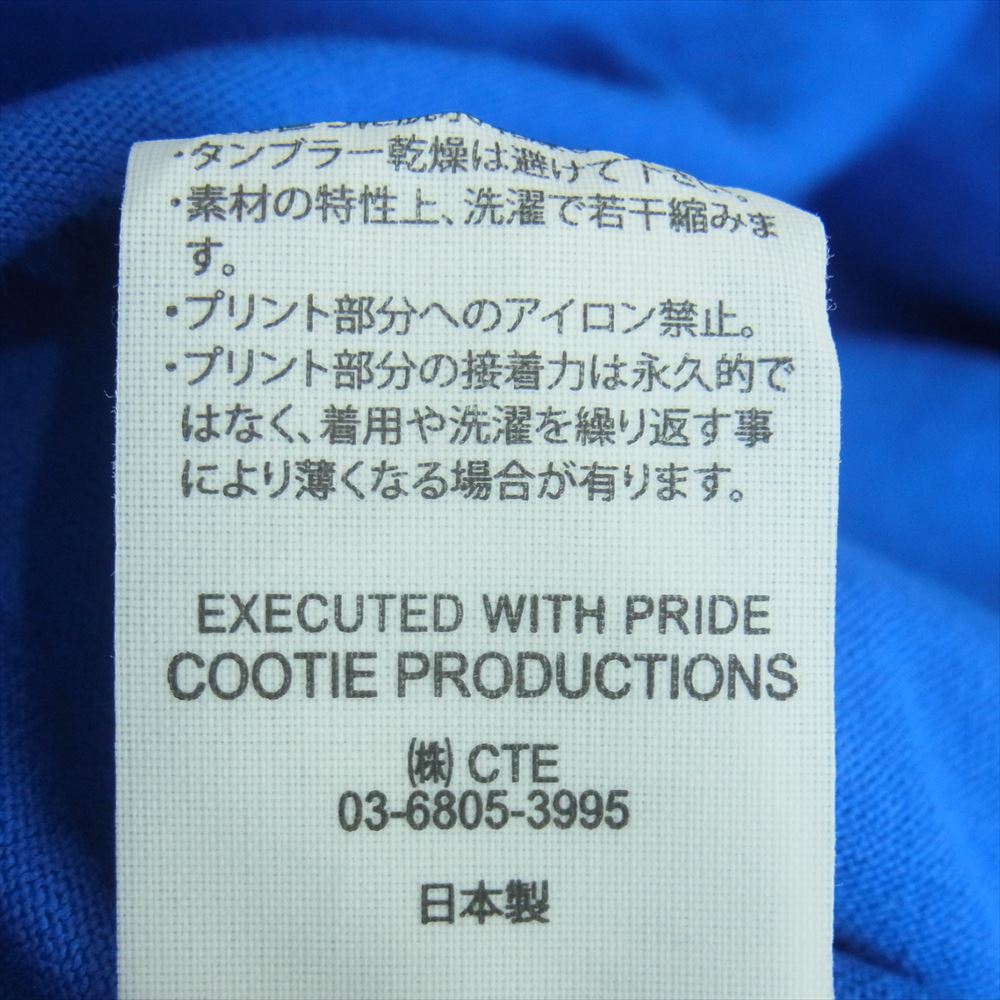 ・タンブラー乾燥は避けて下さい。
・素材の特性上、洗濯で若干縮みま
す。
・プリント部分へのアイロン禁止。
・プリント部分の接着力は永久的で
はなく、着用や洗濯を繰り返す事
により薄くなる場合が有ります。
EXECUTED WITH PRIDE
COOTIE PRODUCTIONS
㈱ CTE
03-6805-3995
日本製